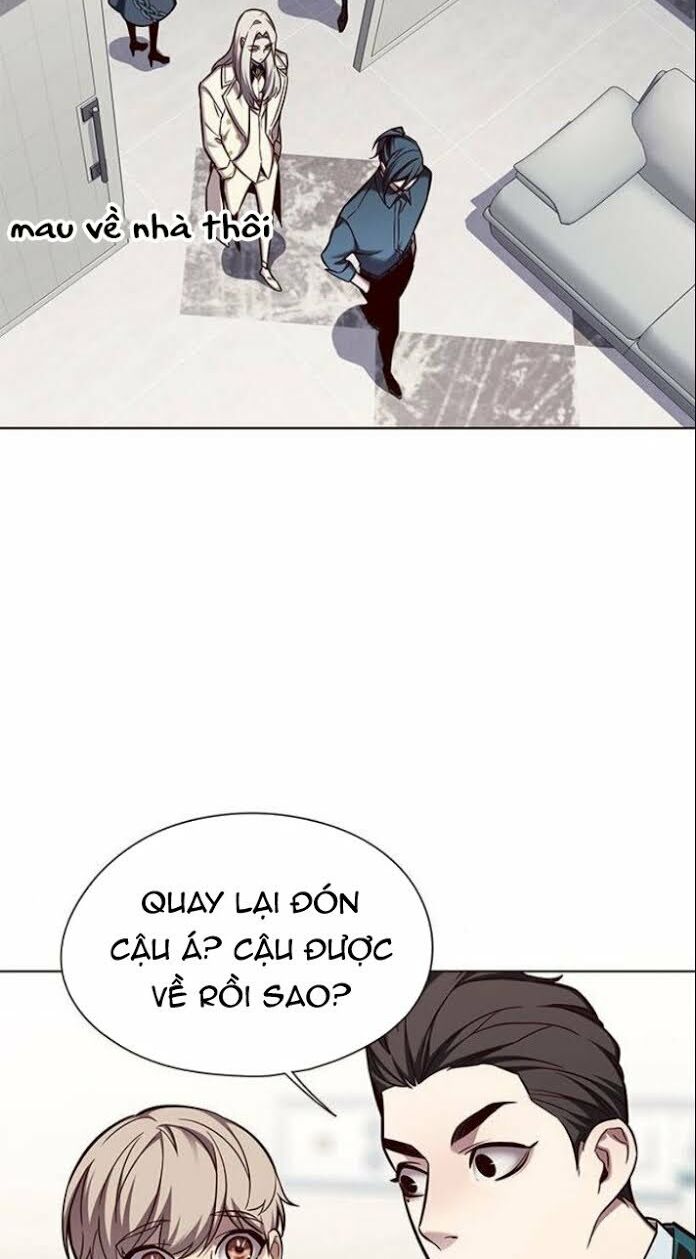 mau về nhà thôi
QUAY LẠI ĐÓN
CẬU Á? CẬU ĐƯỢC
VỀ RỒI SAO?